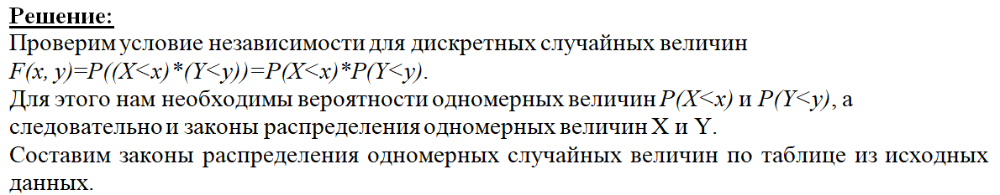 Решение:
Проверим условие независимости для дискретных случайных величин
F(x, y)=P((X<x)*(Y<y))=P(X<x)*P(Y<y).
Для этого нам необходимы вероятности одномерных величин P(X<x) и P(Y<y), а
следовательно и законы распределения одномерных величин X и Y.
Составим законы распределения одномерных случайных величин по таблице из исходных
данных.